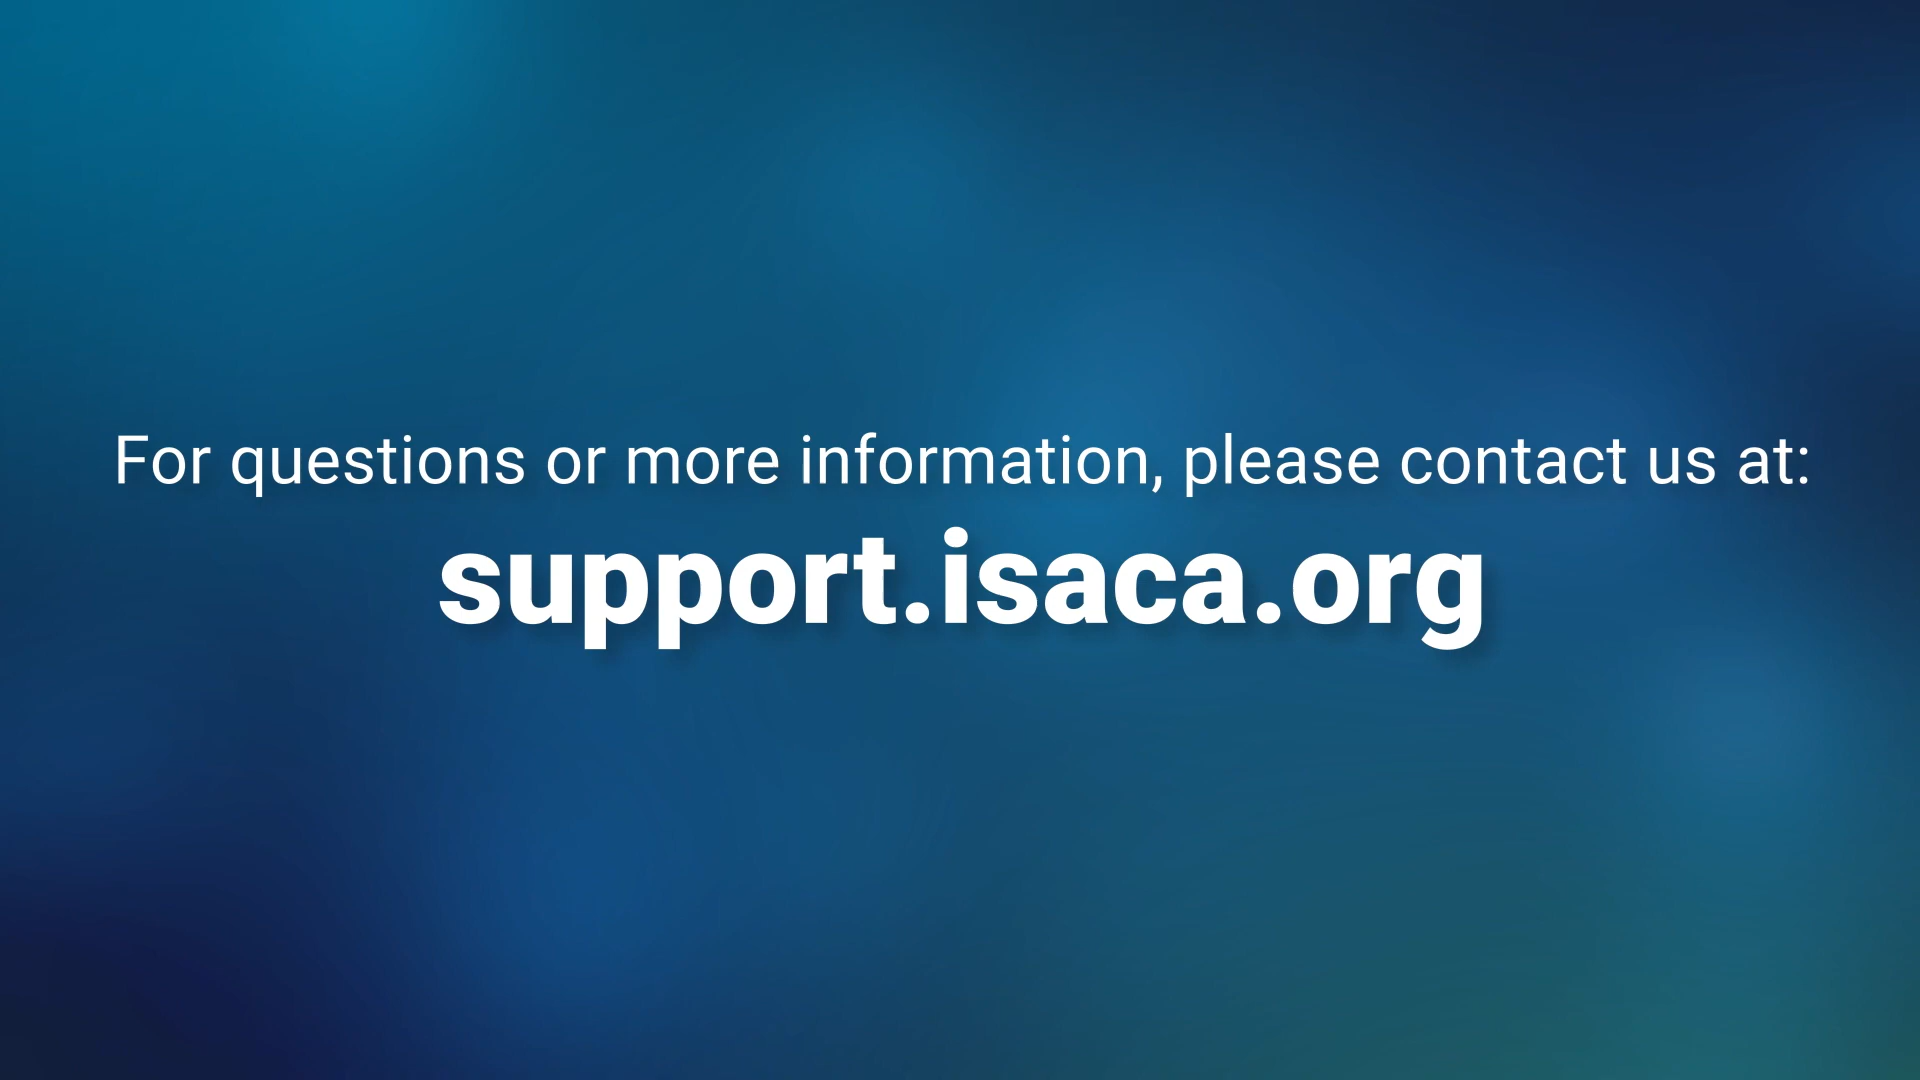 For questions or more information, please contact us at:
support.isaca.org